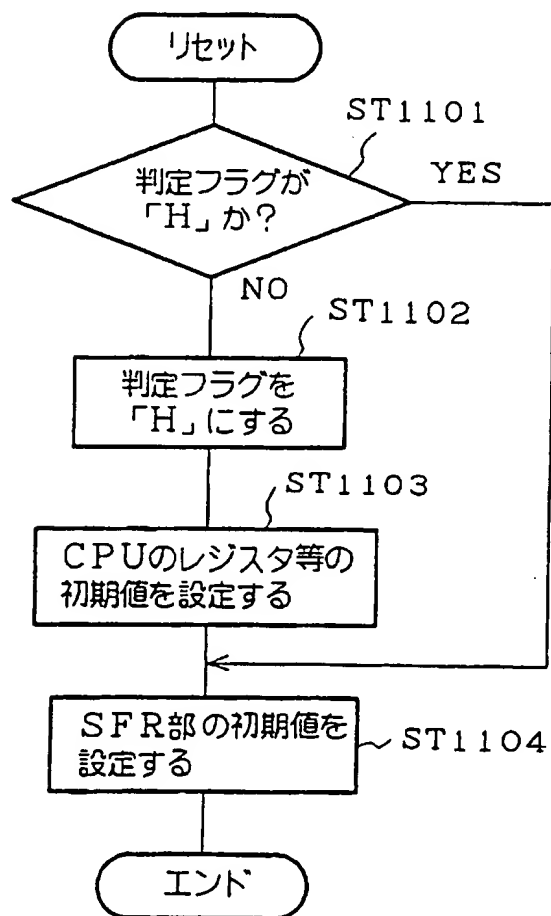 リセット
ST1101
判定フラグが
「H」か?
YES
NO
ST1102
判定フラグを
「H」にする
ST1103
CPUのレジスタ等の
初期値を設定する
SFR部の初期値を
設定する
ST1104
エンド